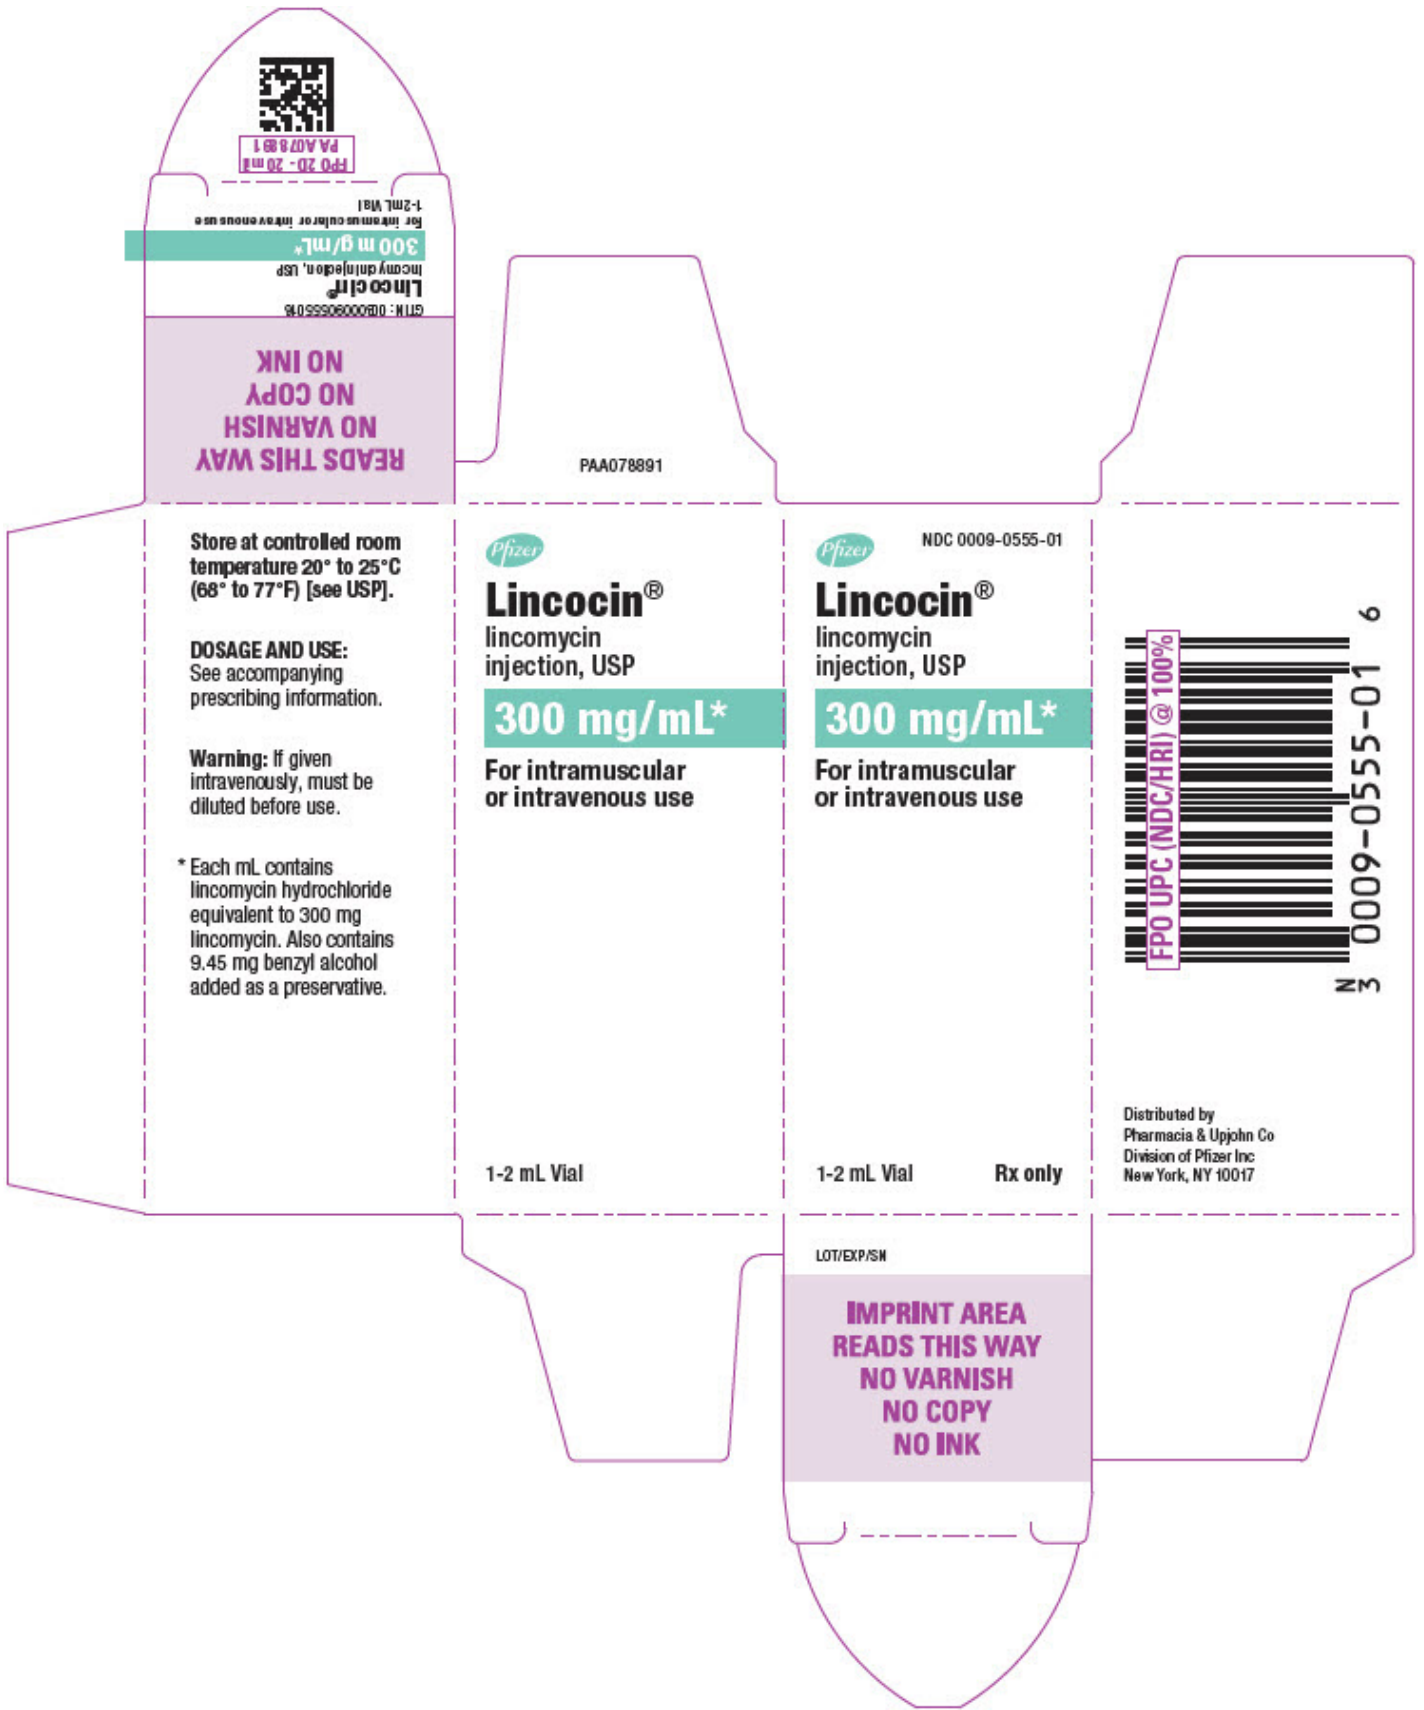 FPO 2D - 20 mil
PAA078891
GTIN: 00300090555016
Lincocin®
lincomycin injection, USP
300 mg/mL*
For intramuscular or intravenous use
1-2 mL Vial
READS THIS WAY
NO VARNISH
NO COPY
NO INK
Store at controlled room
temperature 20° to 25°C
(68° to 77°F) [see USP].
DOSAGE AND USE:
See accompanying
prescribing information.
Warning: If given
intravenously, must be
diluted before use.
* Each mL contains
lincomycin hydrochloride
equivalent to 300 mg
lincomycin. Also contains
9.45 mg benzyl alcohol
added as a preservative.
PAA078891
Pfizer
Lincocin®
lincomycin
injection, USP
300 mg/mL*
For intramuscular
or intravenous use
1-2 mL Vial
Pfizer
NDC 0009-0555-01
Lincocin®
lincomycin
injection, USP
300 mg/mL*
For intramuscular
or intravenous use
1-2 mL Vial
Rx only
LOT/EXP/SN
IMPRINT AREA
READS THIS WAY
NO VARNISH
NO COPY
NO INK
FPO UPC (NDC/HRI) @ 100%
N
3 0009-0555-01 6
Distributed by
Pharmacia & Upjohn Co
Division of Pfizer Inc
New York, NY 10017